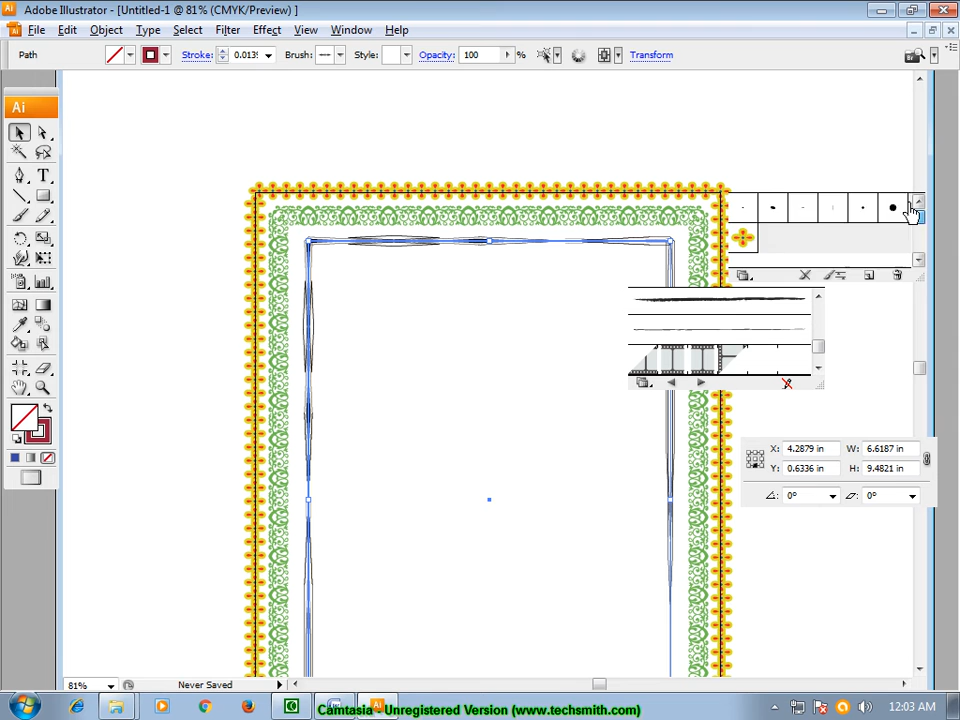 Adobe Illustrator - [Untitled-1 @ 81% (CMYK/Preview) ]
File Edit Object Type Select Filter Effect View Window Help
Path Stroke: 0.0139 Brush: Style: Opacity: 100 % Transform
Ai
X: 4.2879 in W: 6.6187 in
Y: 0.6336 in H: 9.4821 in
0° 0°
81% Never Saved
Camtasia - Unregistered Version (www.techsmith.com)
12:03 AM